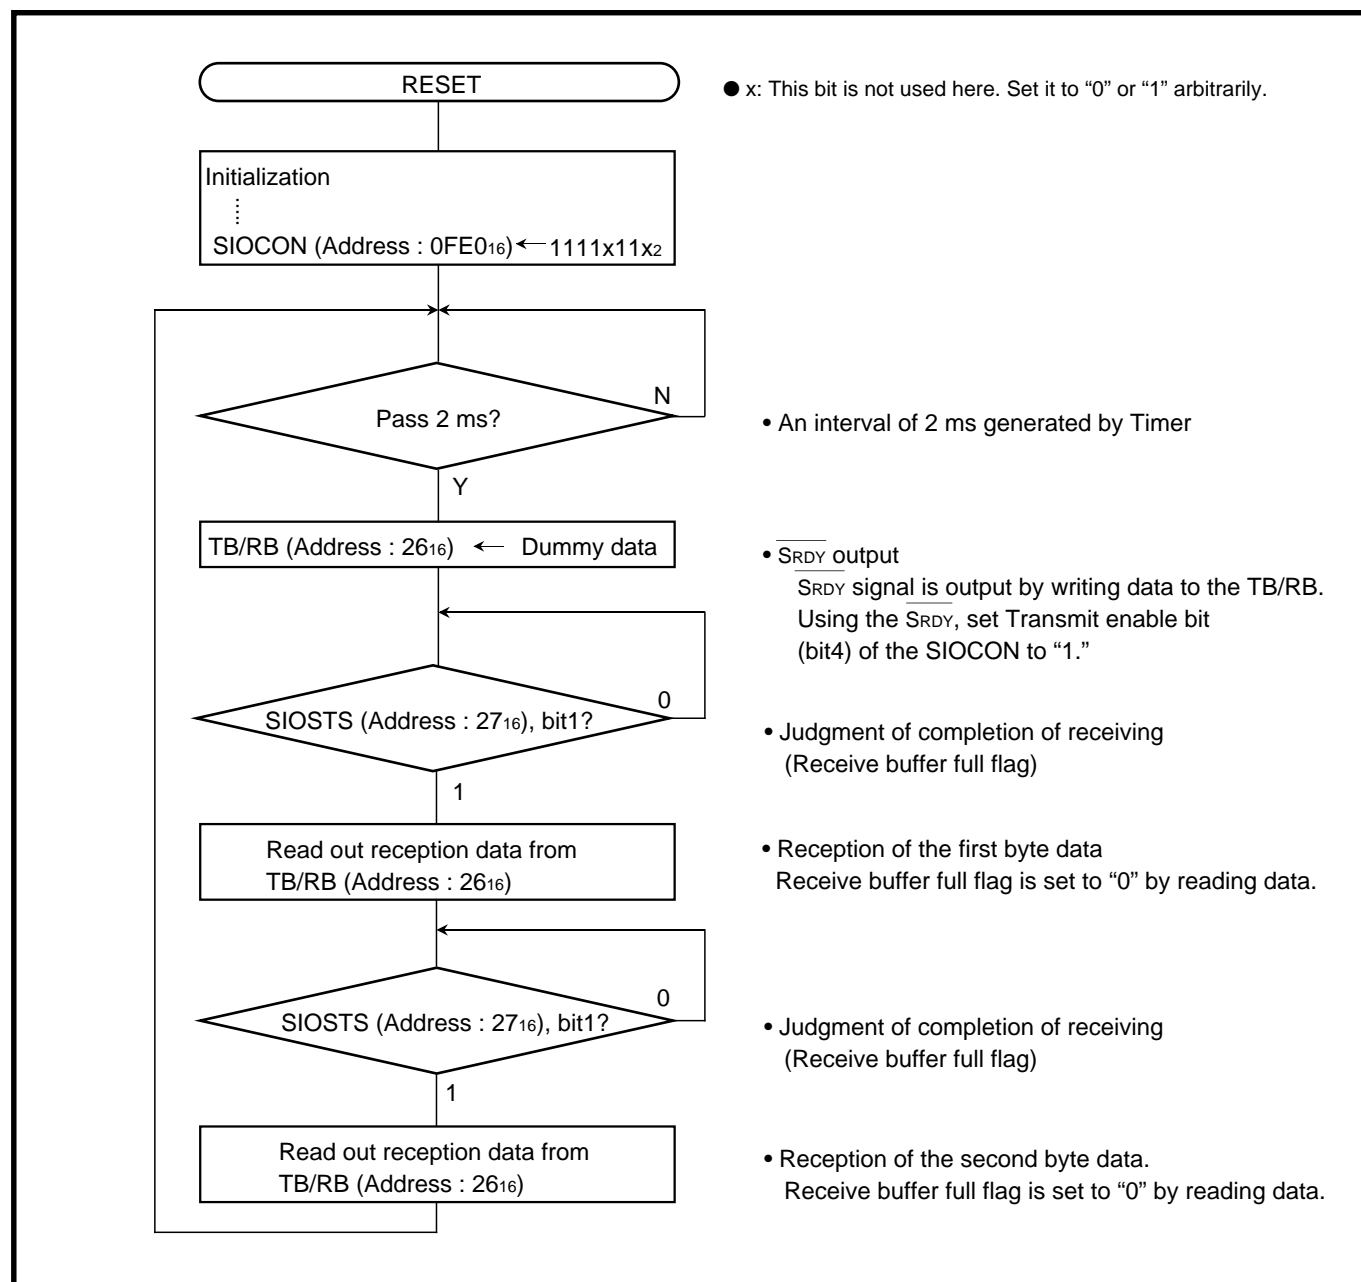 RESET
● x: This bit is not used here. Set it to “0” or “1” arbitrarily.
Initialization
SIOCON (Address : 0FE016) ← 1111x11x2
Pass 2 ms?
N
• An interval of 2 ms generated by Timer
Y
TB/RB (Address : 2616) ← Dummy data
• SRDY output
SRDY signal is output by writing data to the TB/RB.
Using the SRDY, set Transmit enable bit
(bit4) of the SIOCON to “1.”
SIOSTS (Address : 2716), bit1?
0
• Judgment of completion of receiving
(Receive buffer full flag)
1
Read out reception data from
TB/RB (Address : 2616)
• Reception of the first byte data
Receive buffer full flag is set to “0” by reading data.
SIOSTS (Address : 2716), bit1?
0
• Judgment of completion of receiving
(Receive buffer full flag)
1
Read out reception data from
TB/RB (Address : 2616)
• Reception of the second byte data.
Receive buffer full flag is set to “0” by reading data.